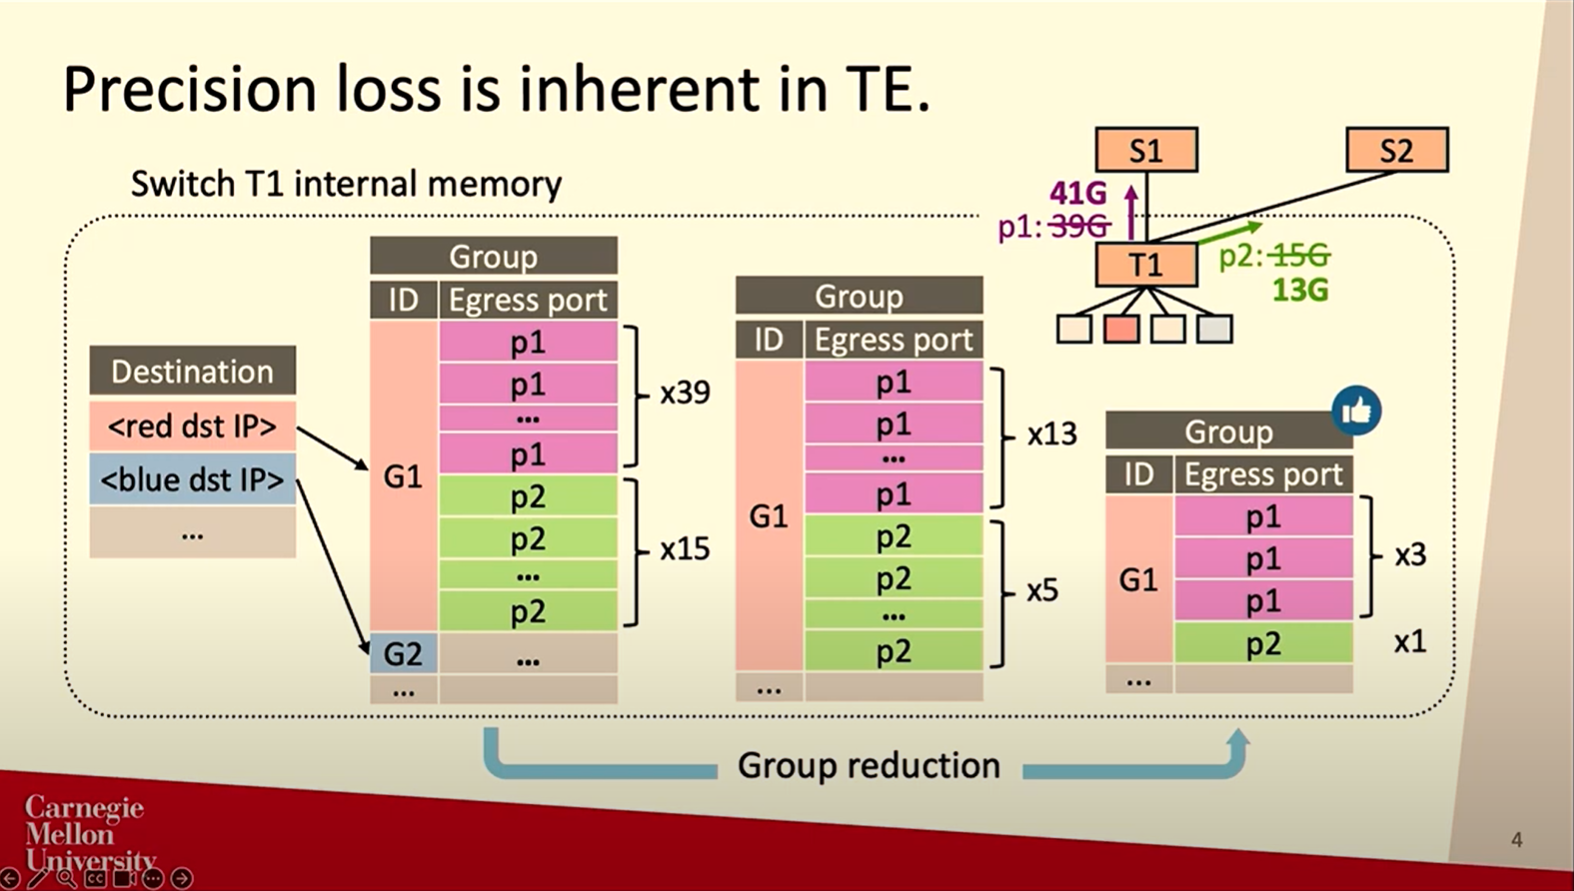 Precision loss is inherent in TE.
Switch T1 internal memory
S1
S2
41G
p1: 39G
T1
p2: 15G
13G
Destination
<red dst IP>
<blue dst IP>
...
Group
ID Egress port
G1
p1
p1
...
p1
x39
p2
p2
...
p2
x15
G2 ...
...
Group
ID Egress port
G1
p1
p1
...
p1
x13
p2
p2
...
p2
x5
...
Group
ID Egress port
G1
p1
p1
p1
x3
p2
x1
...
Group reduction
Carnegie
Mellon
University
CC
4